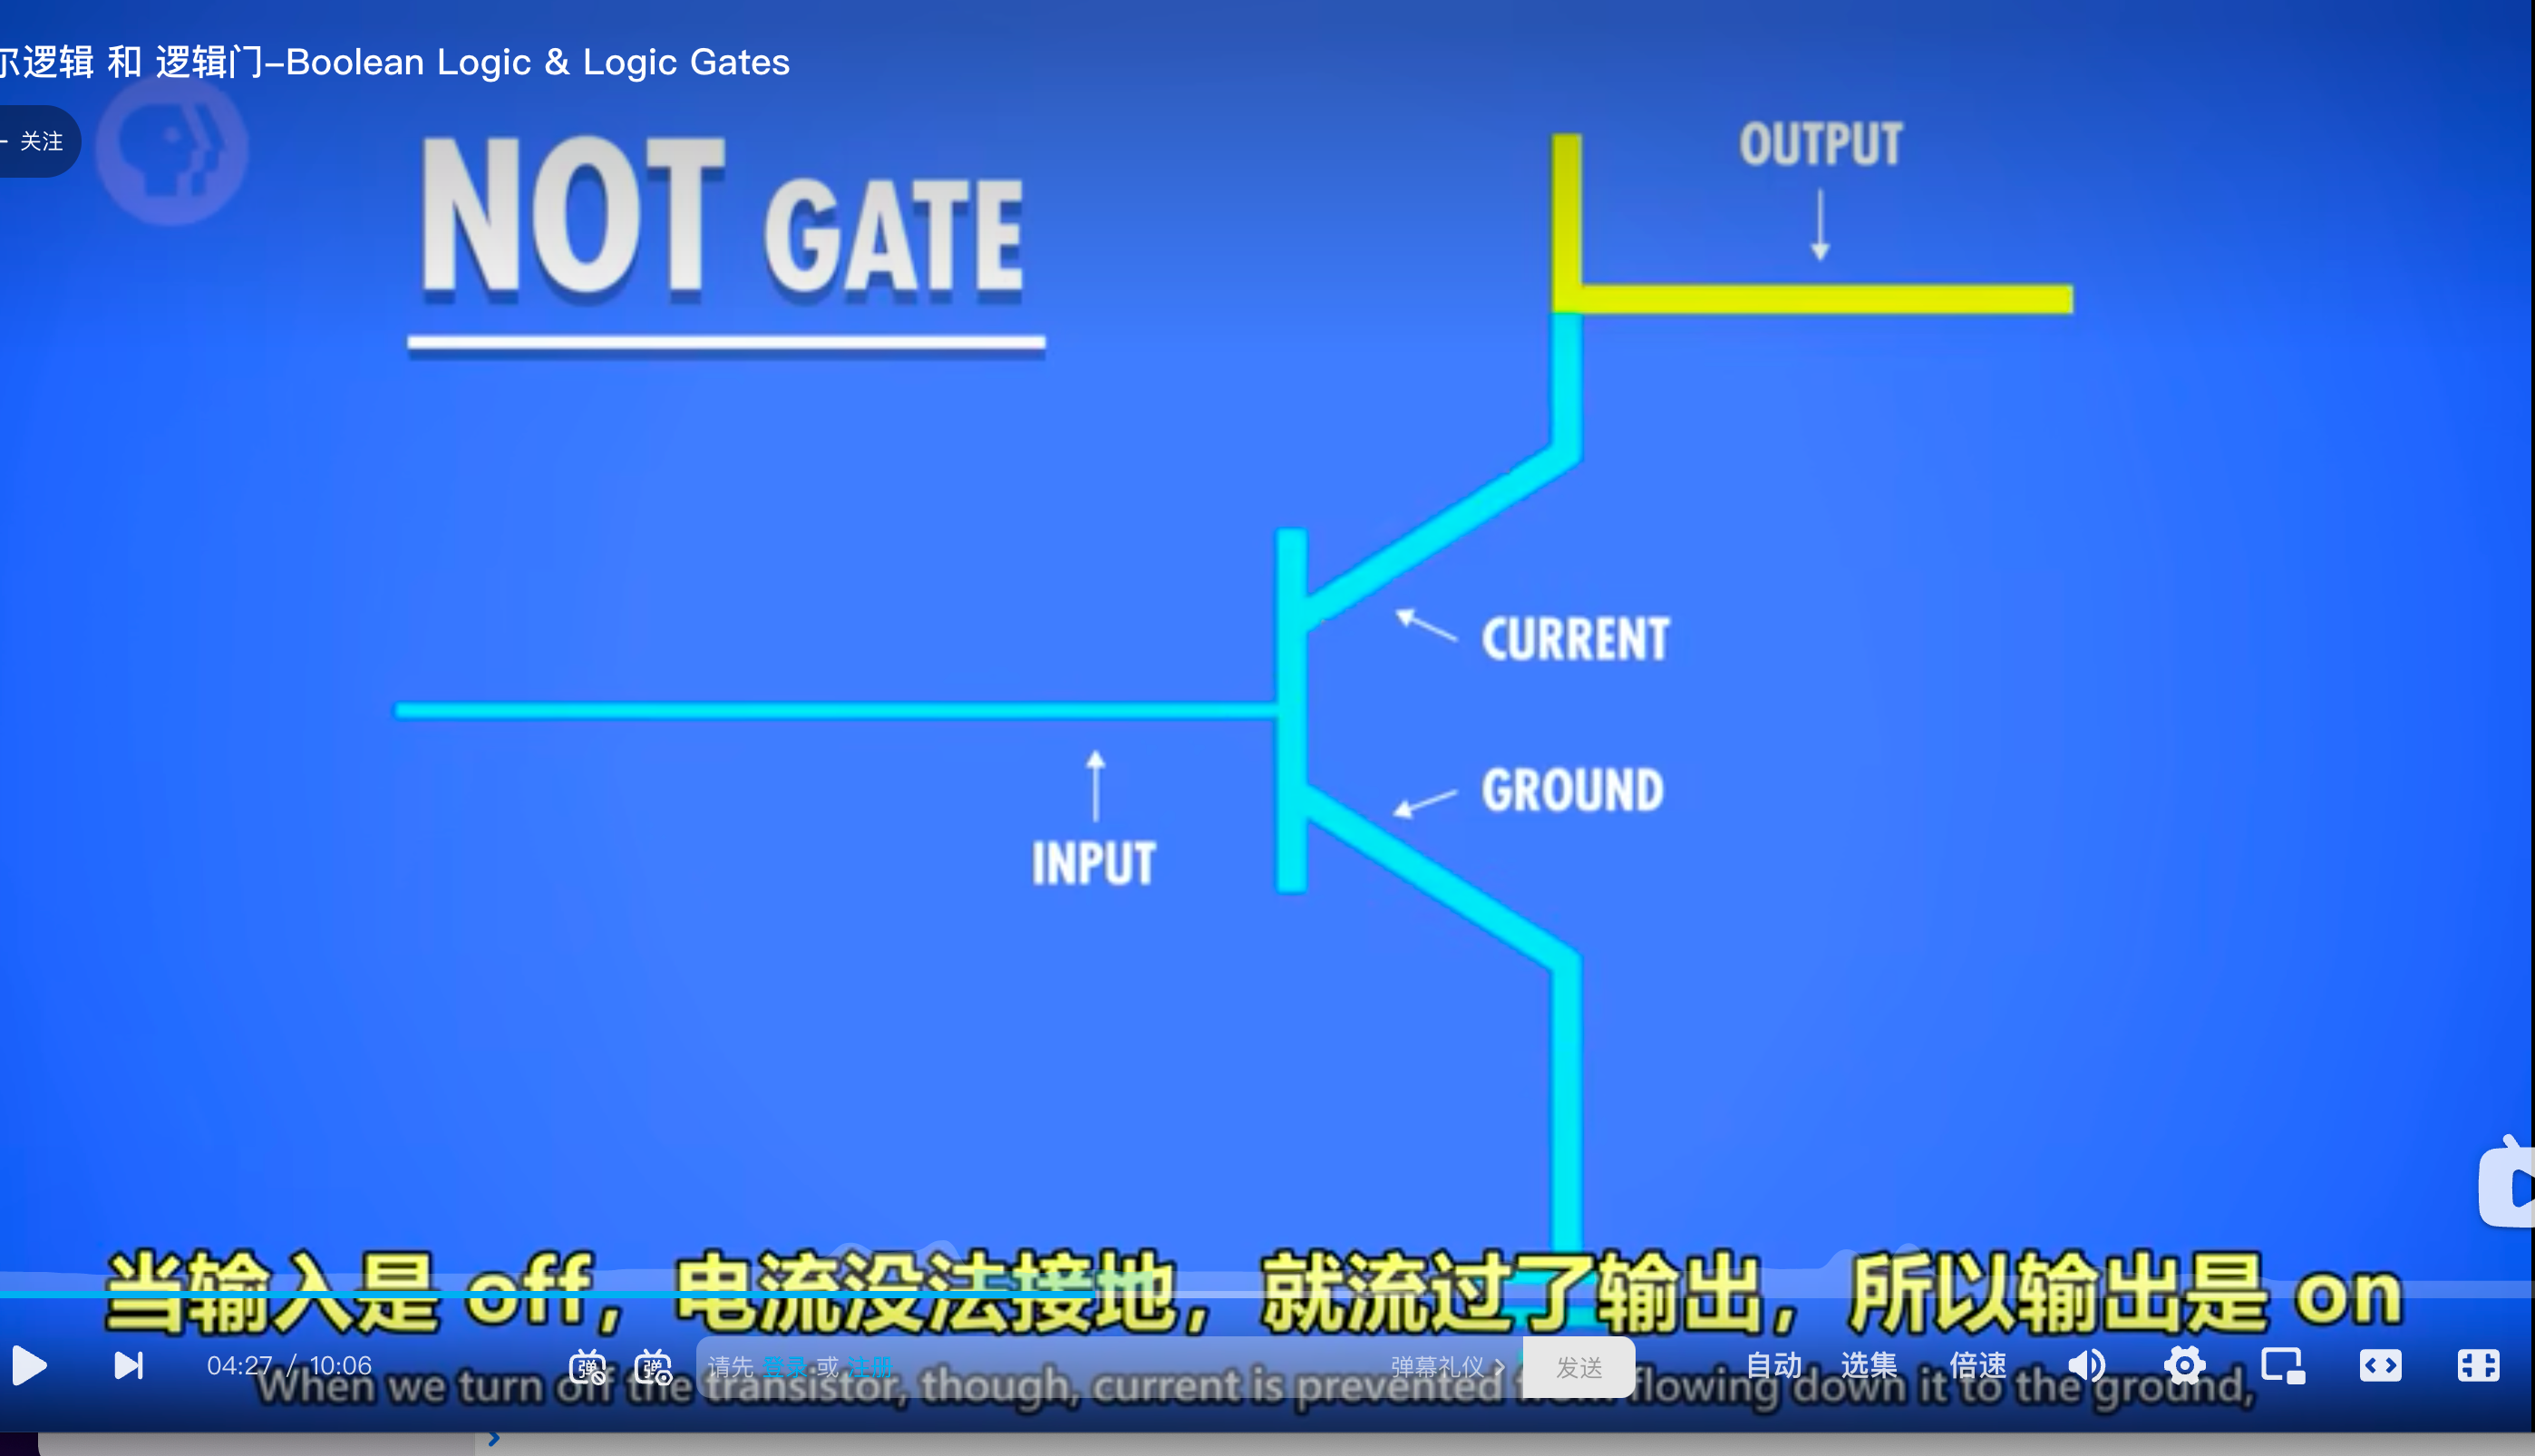 尔逻辑 和 逻辑门-Boolean Logic & Logic Gates
关注
NOT GATE
OUTPUT
CURRENT
GROUND
INPUT
当输入是 off，电流没法接地，就流过了输出，所以输出是 on
04:27 / 10:06
弹
弹
请先 登录 或 注册
弹幕礼仪
发送
自动
选集
倍速
When we turn off the transistor, though, current is prevented flowing down it to the ground,